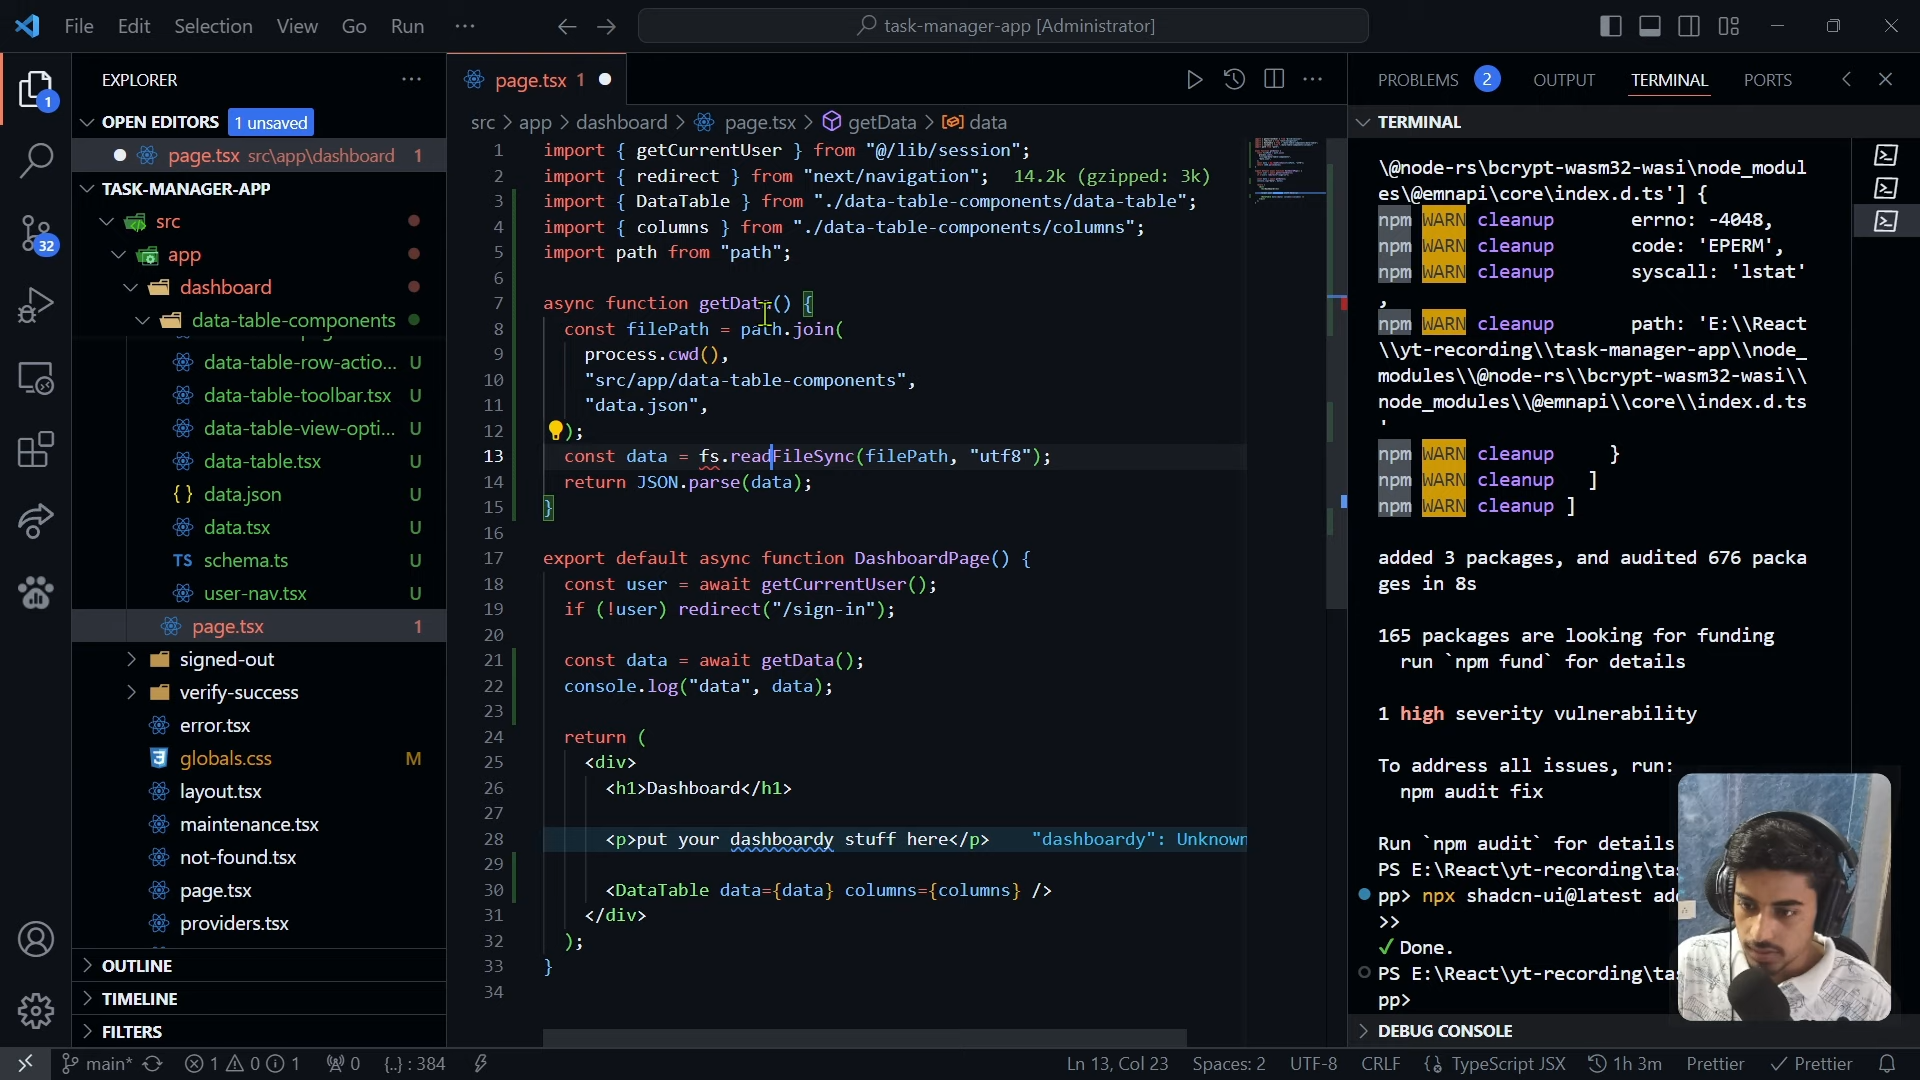 File Edit Selection View Go Run ··· task-manager-app [Administrator]
EXPLORER ···
OPEN EDITORS 1 unsaved
page.tsx src\app\dashboard 1
TASK-MANAGER-APP
src
app
dashboard
data-table-components
data-table-row-actio... U
data-table-toolbar.tsx U
data-table-view-opti... U
data-table.tsx U
{ } data.json U
data.tsx U
TS schema.ts U
user-nav.tsx U
page.tsx 1
signed-out
verify-success
error.tsx
globals.css M
layout.tsx
maintenance.tsx
not-found.tsx
page.tsx
providers.tsx
OUTLINE
TIMELINE
FILTERS
1
32
page.tsx 1
src > app > dashboard > page.tsx > getData > data
1 import { getCurrentUser } from "@/lib/session";
2 import { redirect } from "next/navigation"; 14.2k (gzipped: 3k)
3 import { DataTable } from "./data-table-components/data-table";
4 import { columns } from "./data-table-components/columns";
5 import path from "path";
6
7 async function getData() {
8 const filePath = path.join(
9 process.cwd(),
10 "src/app/data-table-components",
11 "data.json",
12 );
13 const data = fs.readFileSync(filePath, "utf8");
14 return JSON.parse(data);
15 }
16
17 export default async function DashboardPage() {
18 const user = await getCurrentUser();
19 if (!user) redirect("/sign-in");
20
21 const data = await getData();
22 console.log("data", data);
23
24 return (
25 <div>
26 <h1>Dashboard</h1>
27
28 <p>put your dashboardy stuff here</p> "dashboardy": Unknown
29
30 <DataTable data={data} columns={columns} />
31 </div>
32 );
33 }
34
PROBLEMS 2 OUTPUT TERMINAL PORTS
TERMINAL
\@node-rs\bcrypt-wasm32-wasi\node_modul
es\@emnapi\core\index.d.ts'] {
npm WARN cleanup errno: -4048,
npm WARN cleanup code: 'EPERM',
npm WARN cleanup syscall: 'lstat'
,
npm WARN cleanup path: 'E:\\React
\\yt-recording\\task-manager-app\\node_
modules\\@node-rs\\bcrypt-wasm32-wasi\\
node_modules\\@emnapi\\core\\index.d.ts
'
npm WARN cleanup }
npm WARN cleanup ]
npm WARN cleanup ]
added 3 packages, and audited 676 packa
ges in 8s
165 packages are looking for funding
run `npm fund` for details
1 high severity vulnerability
To address all issues, run:
npm audit fix
Run `npm audit` for details
PS E:\React\yt-recording\tas
pp> npx shadcn-ui@latest ad
>>
✓ Done.
PS E:\React\yt-recording\ta
pp>
DEBUG CONSOLE
main* 1 0 1 0 {..} : 384 Ln 13, Col 23 Spaces: 2 UTF-8 CRLF TypeScript JSX 1h 3m Prettier ✓ Prettier